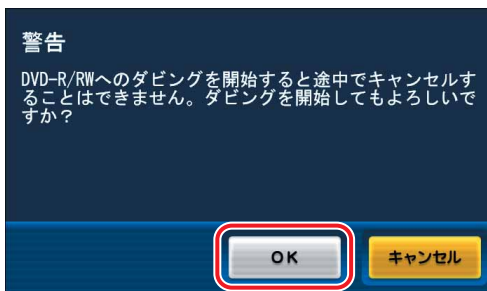 警告
DVD-R/RWへのダビングを開始すると途中でキャンセルす
ることはできません。ダビングを開始してもよろしいで
すか？
OK
キャンセル